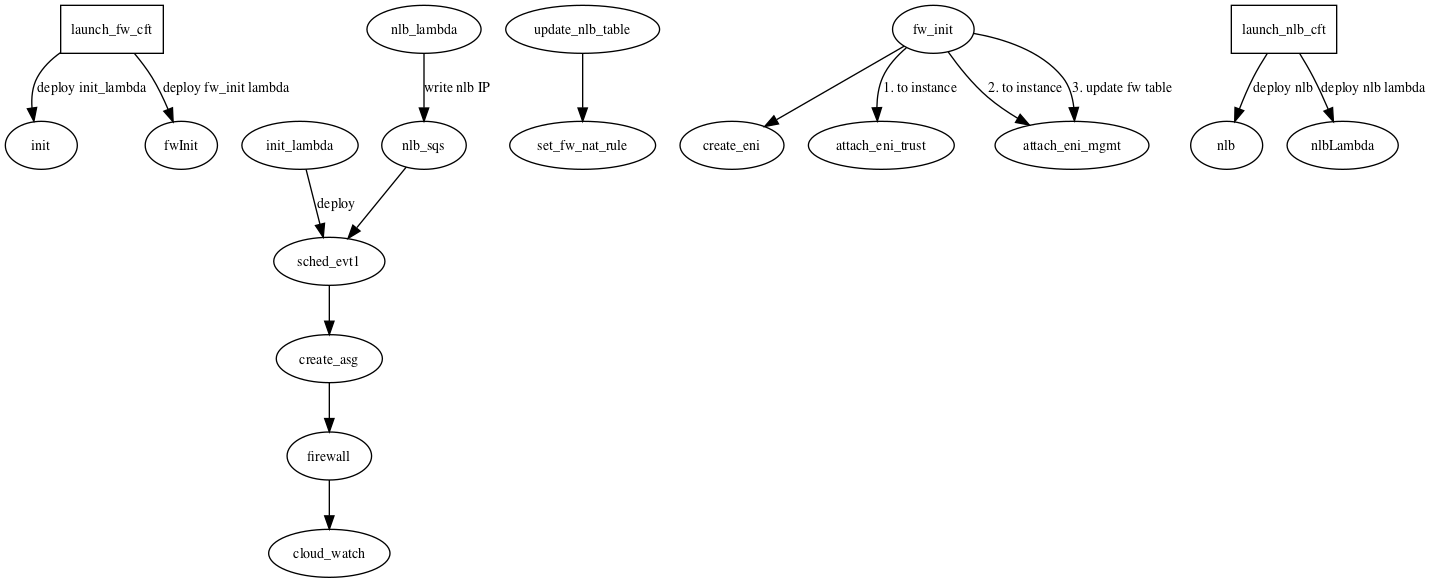 launch_fw_cft
nlb_lambda
update_nlb_table
fw_init
launch_nlb_cft
deploy init_lambda
deploy fw_init lambda
write nlb IP
1. to instance
2. to instance
3. update fw table
deploy nlb
deploy nlb lambda
init
fwInit
init_lambda
nlb_sqs
set_fw_nat_rule
create_eni
attach_eni_trust
attach_eni_mgmt
nlb
nlbLambda
deploy
sched_evt1
create_asg
firewall
cloud_watch